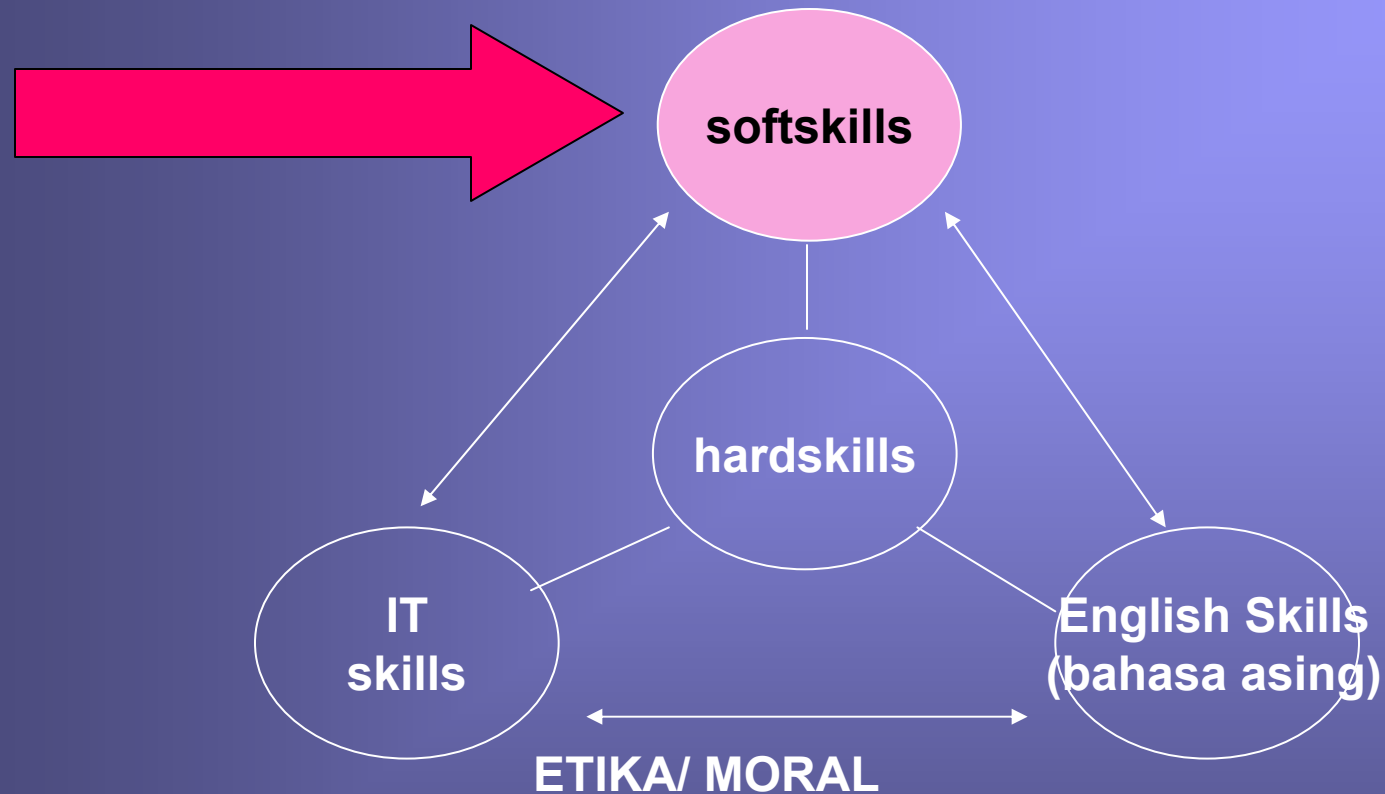 softskills
hardskills
IT
skills
English Skills
(bahasa asing)
ETIKA/ MORAL